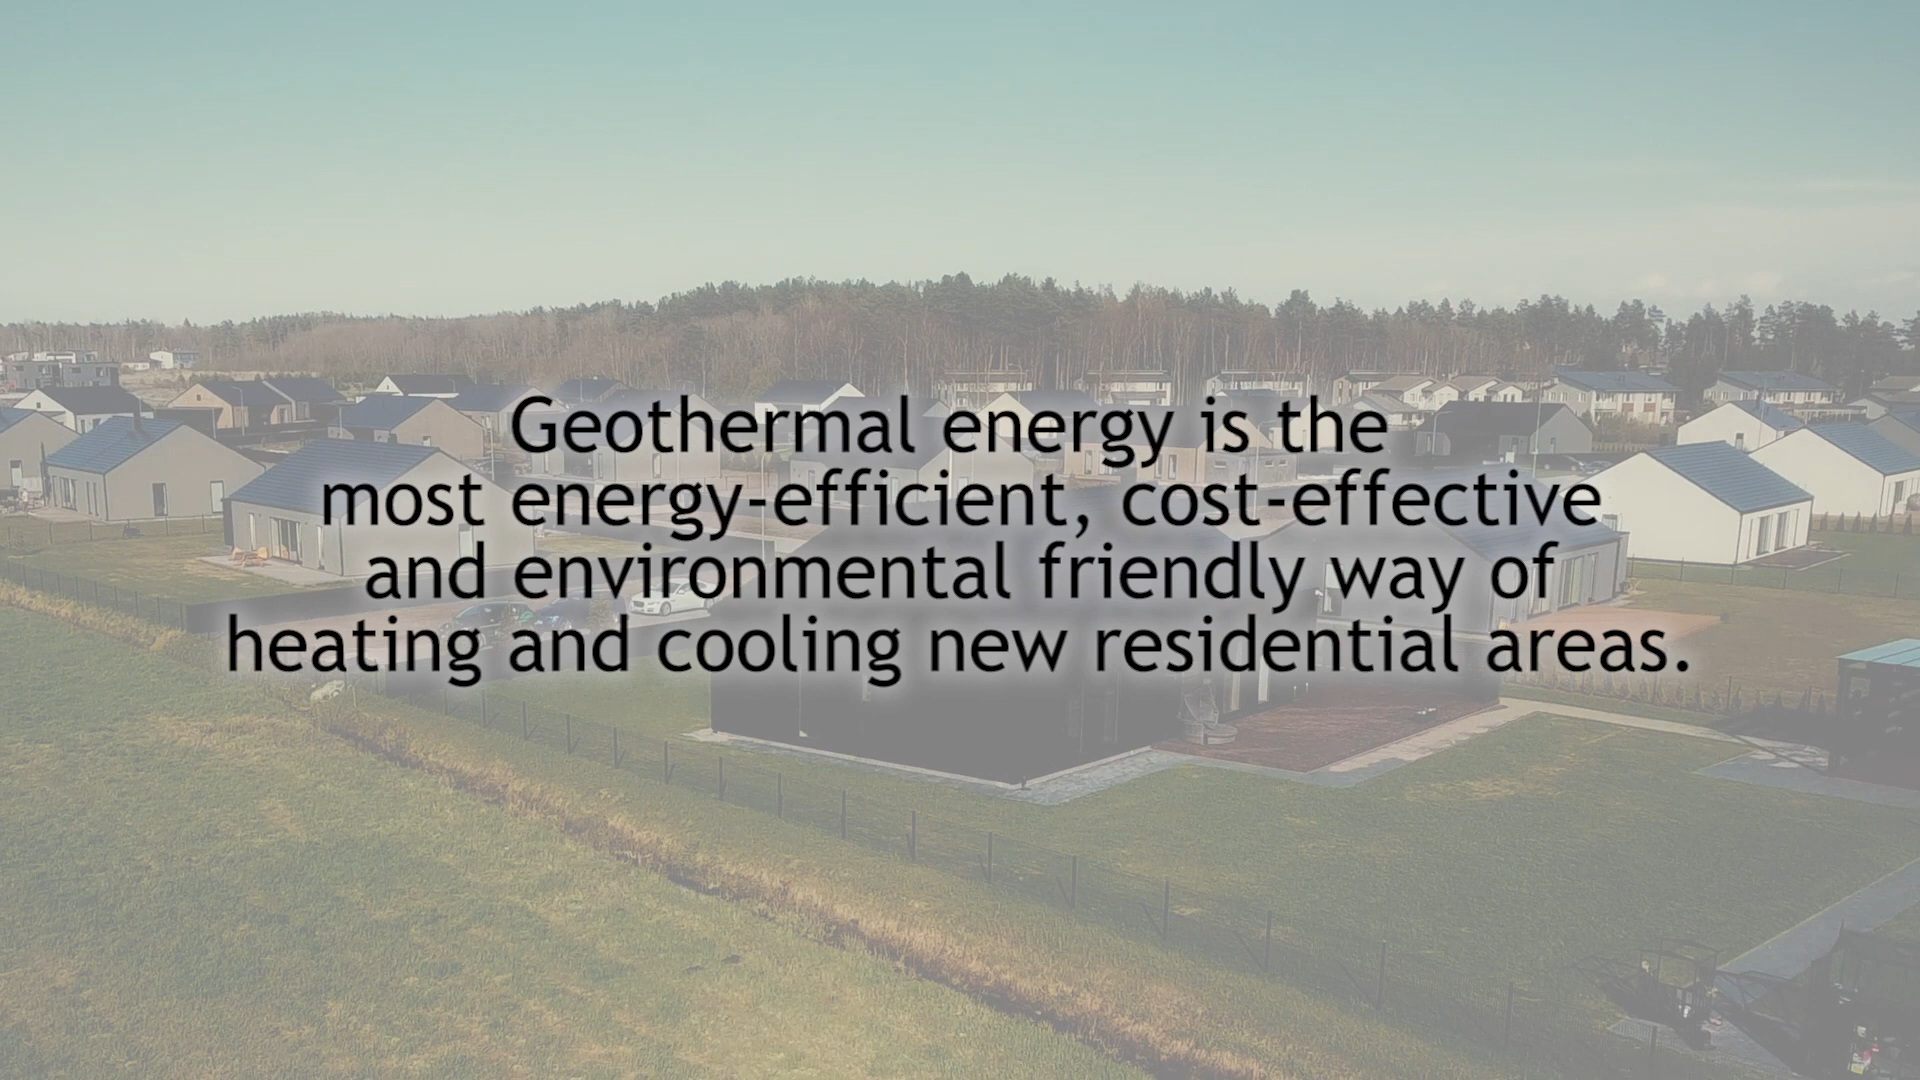 Geothermal energy is the
most energy-efficient, cost-effective
and environmental friendly way of
heating and cooling new residential areas.